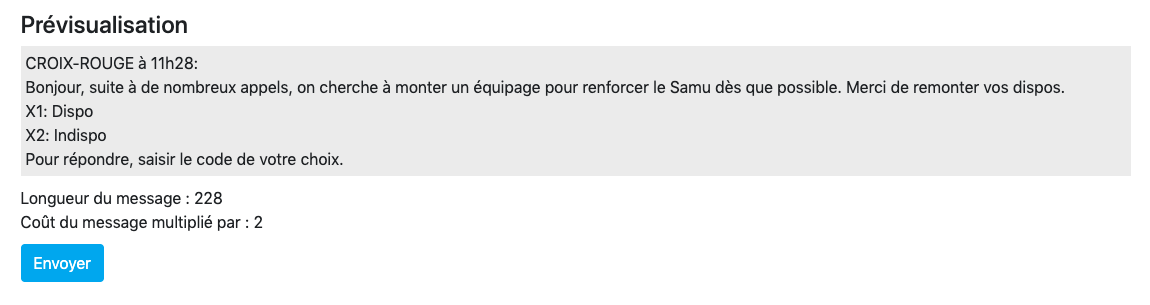 Prévisualisation
CROIX-ROUGE à 11h28:
Bonjour, suite à de nombreux appels, on cherche à monter un équipage pour renforcer le Samu dès que possible. Merci de remonter vos dispos.
X1: Dispo
X2: Indispo
Pour répondre, saisir le code de votre choix.
Longueur du message : 228
Coût du message multiplié par : 2
Envoyer